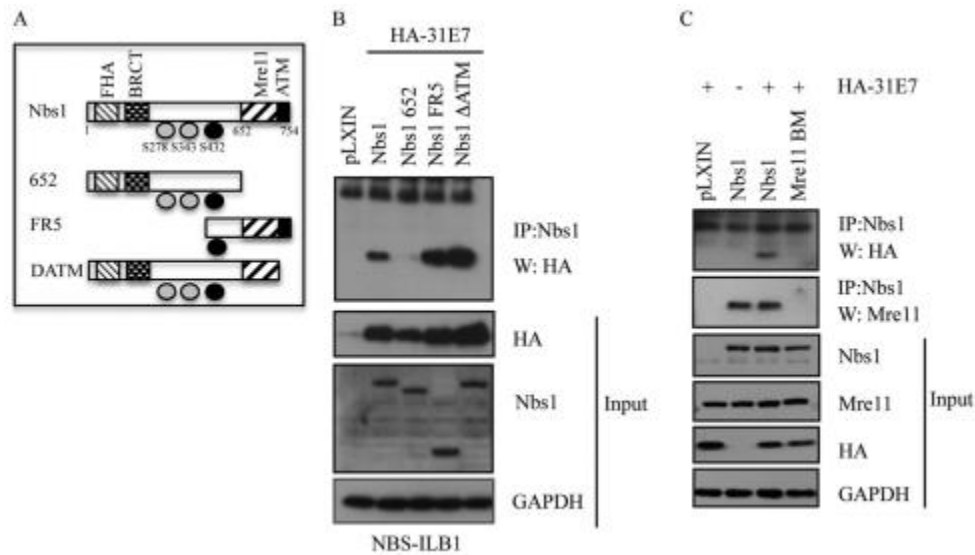 A
FHA
BRCT
Mre11
ATM
Nbs1
1
652
754
S278 S343 S432
652
FR5
DATM
B
HA-31E7
pLXIN
Nbs1
Nbs1 652
Nbs1 FR5
Nbs1 ΔATM
IP:Nbs1
W: HA
HA
Nbs1
Input
GAPDH
NBS-ILB1
C
+ - + + HA-31E7
pLXIN
Nbs1
Nbs1
Mre11 BM
IP:Nbs1
W: HA
IP:Nbs1
W: Mre11
Nbs1
Mre11
Input
HA
GAPDH